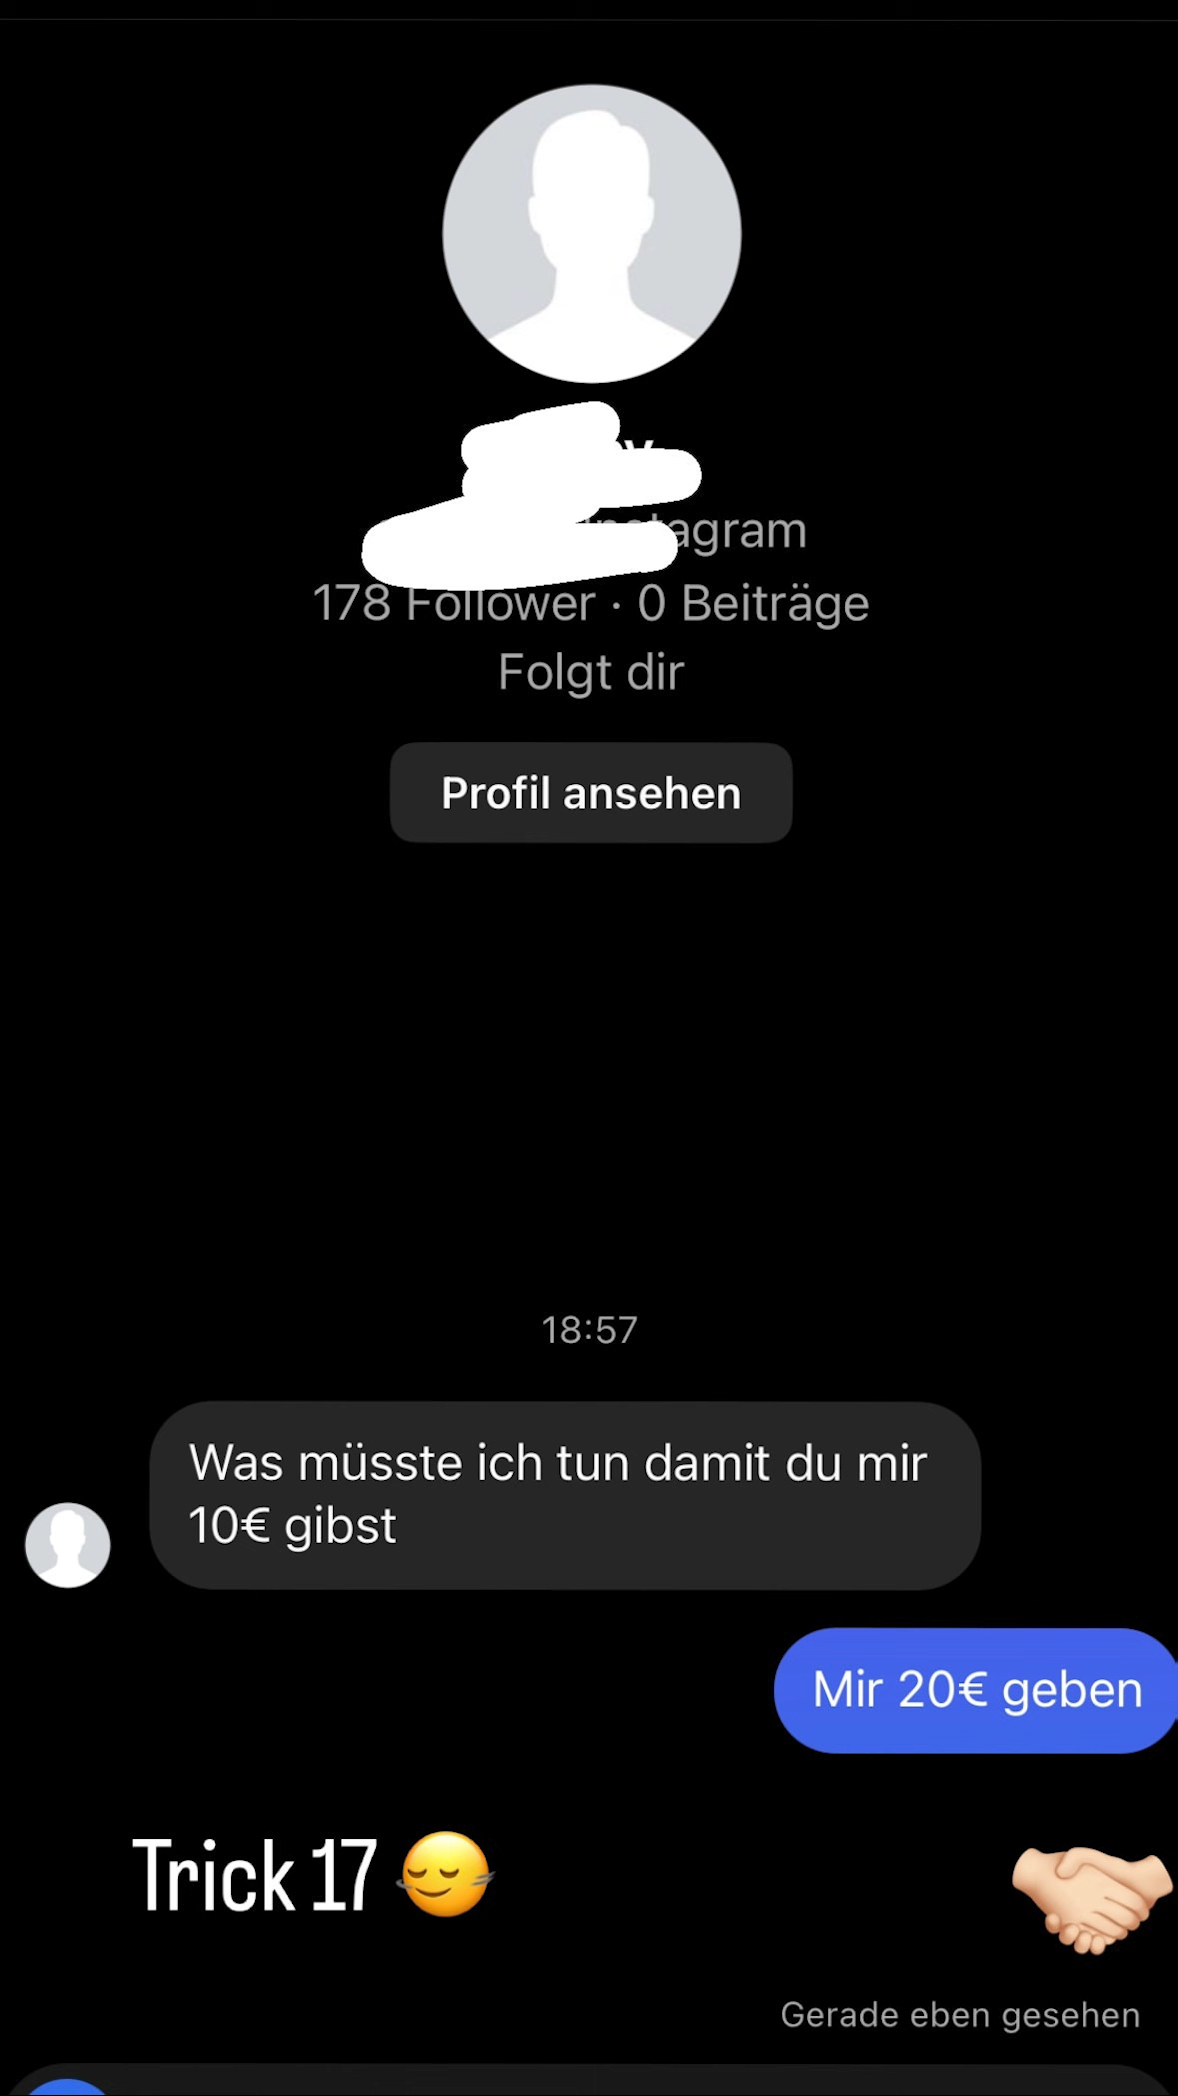 178 Follower · 0 Beiträge
Folgt dir
Profil ansehen
18:57
Was müsste ich tun damit du mir
10€ gibst
Mir 20€ geben
Trick 17
Gerade eben gesehen